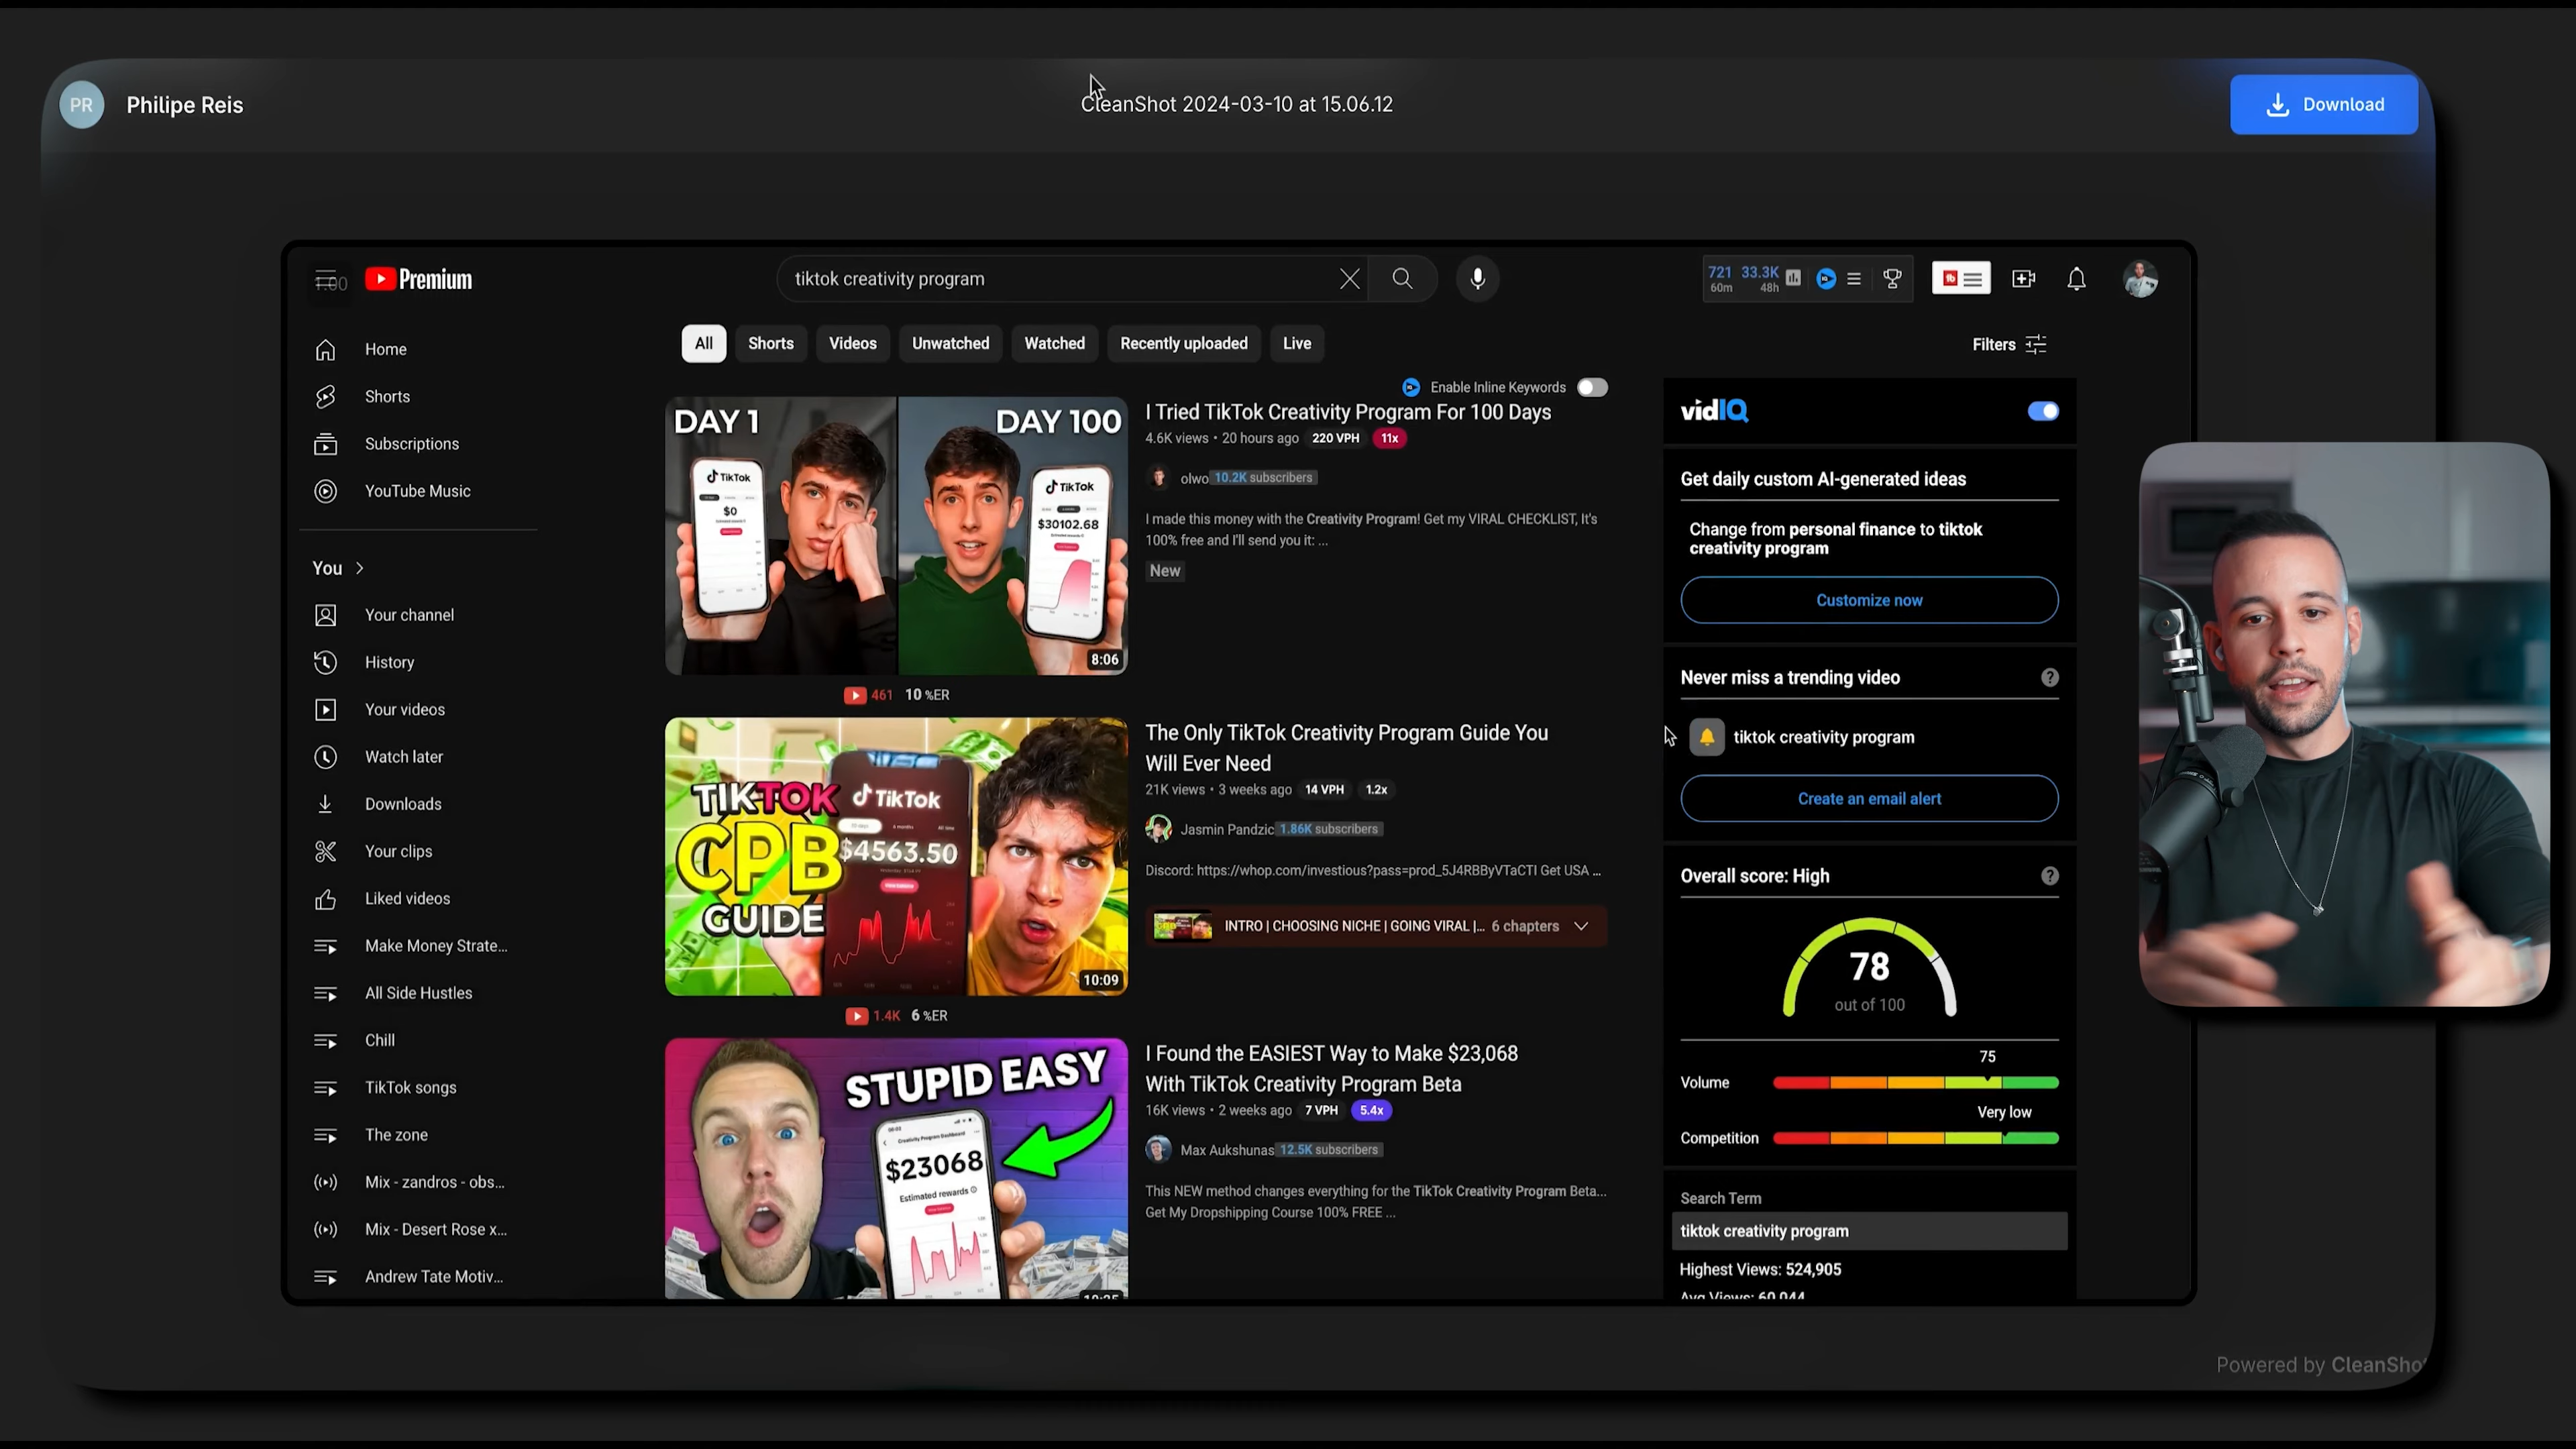 PR
Philipe Reis
CleanShot 2024-03-10 at 15.06.12
Download
Premium
tiktok creativity program
721 33.3K
60m 48h
Home
Shorts
Subscriptions
YouTube Music
You
Your channel
History
Your videos
Watch later
Downloads
Your clips
Liked videos
Make Money Strate...
All Side Hustles
Chill
TikTok songs
The zone
Mix - zandros - obs...
Mix - Desert Rose x...
Andrew Tate Motiv...
All
Shorts
Videos
Unwatched
Watched
Recently uploaded
Live
Filters
Enable Inline Keywords
DAY 1
DAY 100
TikTok
$0
TikTok
$30102.68
8:06
461 10 %ER
I Tried TikTok Creativity Program For 100 Days
4.6K views • 20 hours ago 220 VPH 11x
olwo 10.2K subscribers
I made this money with the Creativity Program! Get my VIRAL CHECKLIST, It's
100% free and I'll send you it: ...
New
TIKTOK
CPB
GUIDE
TikTok
$4563.50
10:09
1.4K 6 %ER
The Only TikTok Creativity Program Guide You
Will Ever Need
21K views • 3 weeks ago 14 VPH 1.2x
Jasmin Pandzic 1.86K subscribers
Discord: https://whop.com/investious?pass=prod_5J4RBByVTaCTI Get USA ...
INTRO | CHOOSING NICHE | GOING VIRAL |... 6 chapters
STUPID EASY
Creativity Program Dashboard
$23068
Estimated rewards
I Found the EASIEST Way to Make $23,068
With TikTok Creativity Program Beta
16K views • 2 weeks ago 7 VPH 5.4x
Max Aukshunas 12.5K subscribers
This NEW method changes everything for the TikTok Creativity Program Beta...
Get My Dropshipping Course 100% FREE ...
vidIQ
Get daily custom AI-generated ideas
Change from personal finance to tiktok
creativity program
Customize now
Never miss a trending video
tiktok creativity program
Create an email alert
Overall score: High
78
out of 100
75
Volume
Very low
Competition
Search Term
tiktok creativity program
Highest Views: 524,905
Avg Views: 60,044
Powered by CleanSho